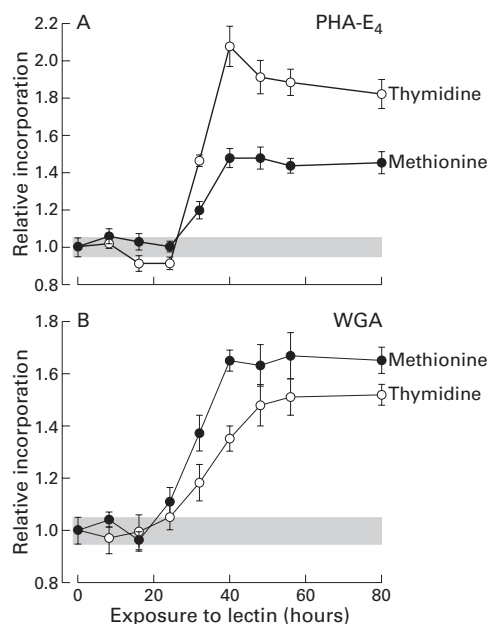 A PHA-E4
2.2
2.0
1.8
1.6
1.4
1.2
1.0
0.8
Relative incorporation
Thymidine
Methionine
B WGA
1.8
1.6
1.4
1.2
1.0
0.8
Relative incorporation
Methionine
Thymidine
0 20 40 60 80
Exposure to lectin (hours)